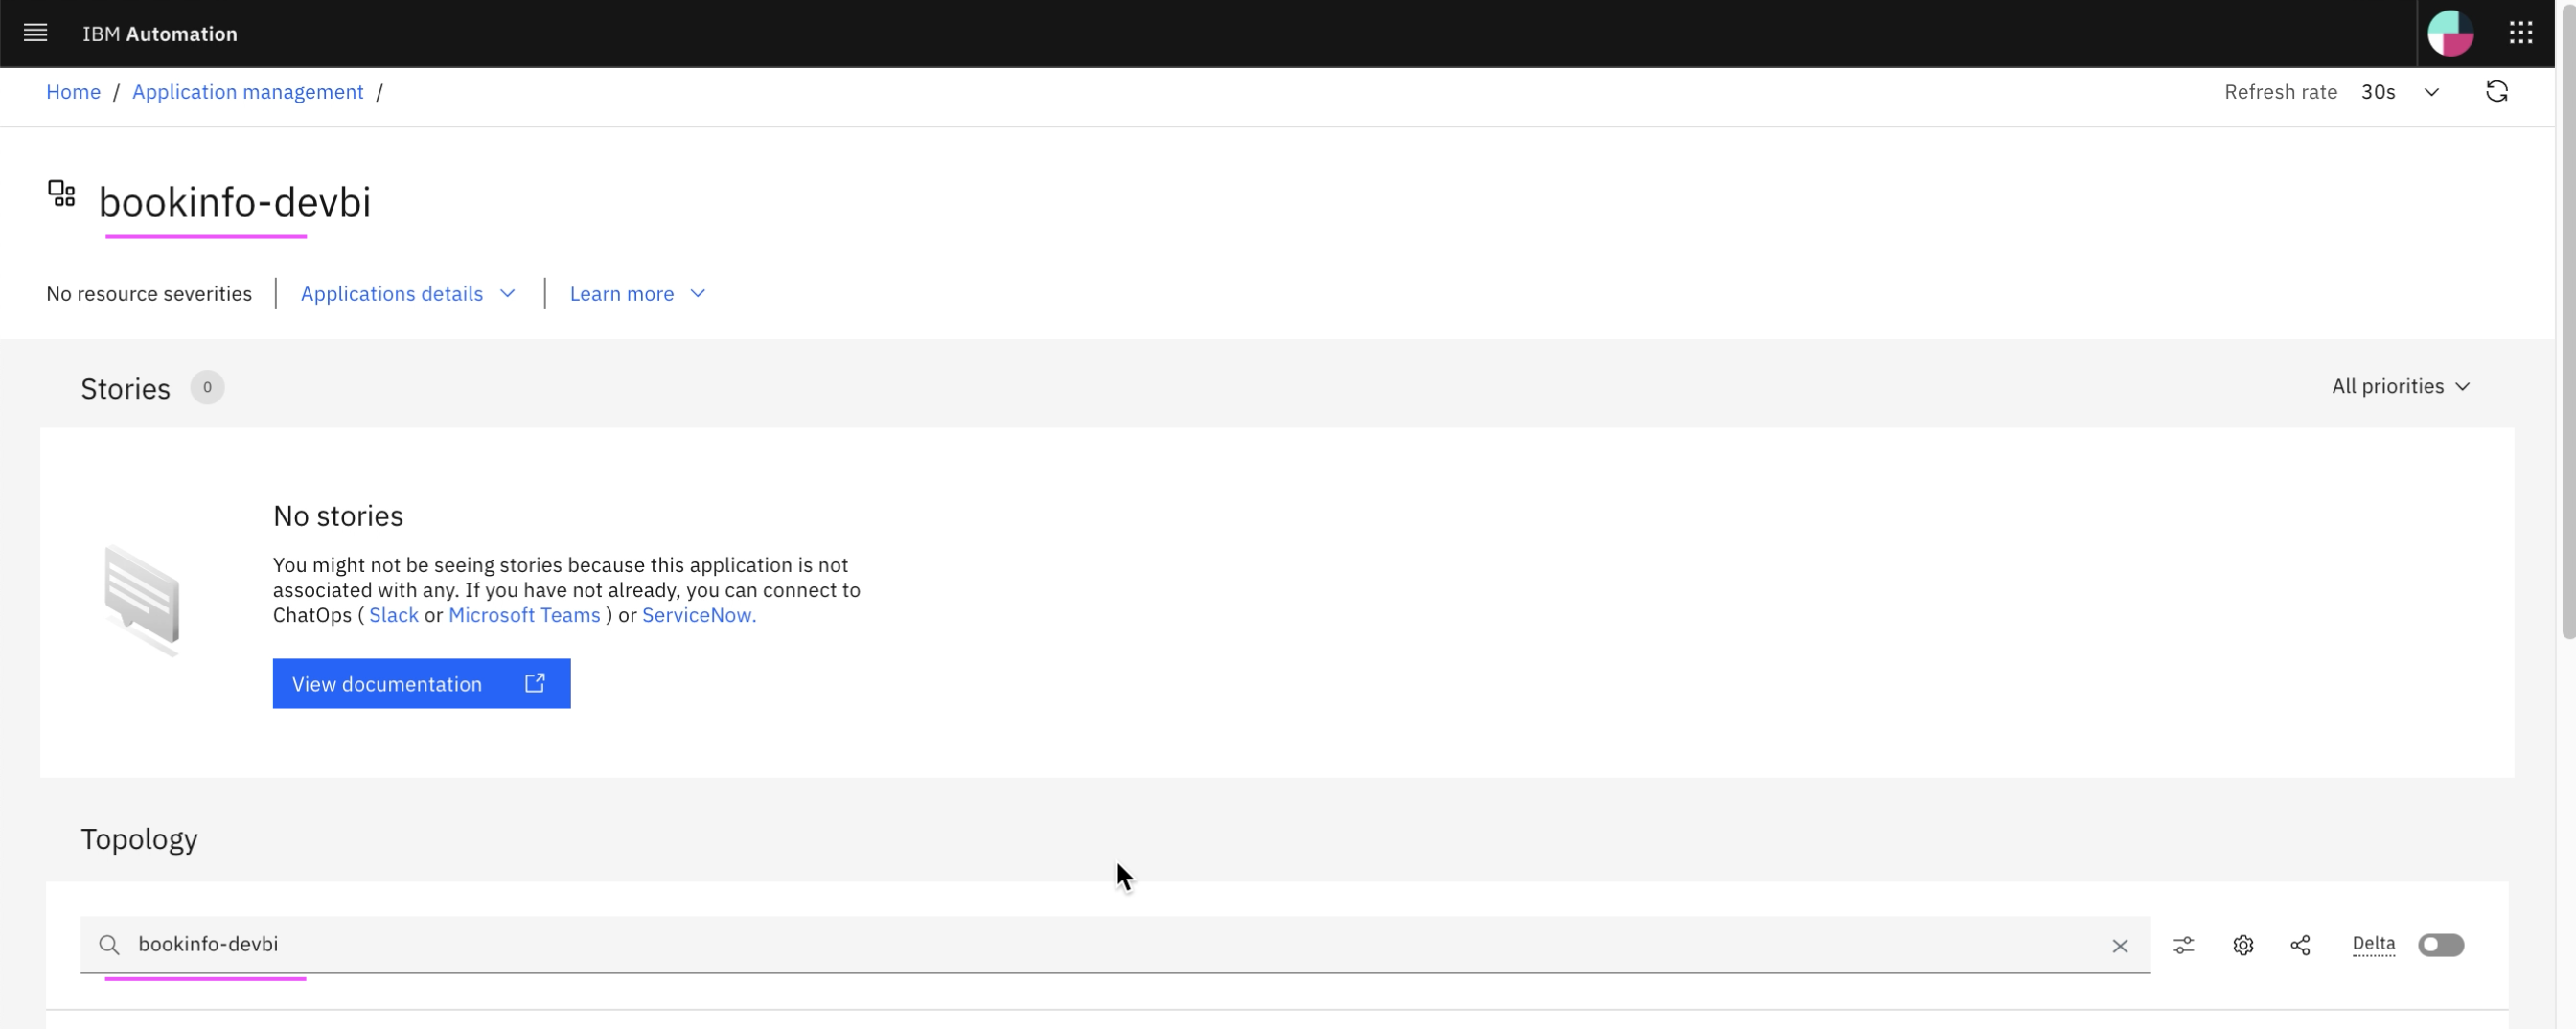 IBM Automation
Home / Application management /
Refresh rate 30s
bookinfo-devbi
No resource severities
Applications details
Learn more
Stories 0
All priorities
No stories
You might not be seeing stories because this application is not
associated with any. If you have not already, you can connect to
ChatOps ( Slack or Microsoft Teams ) or ServiceNow.
View documentation
Topology
bookinfo-devbi
Delta